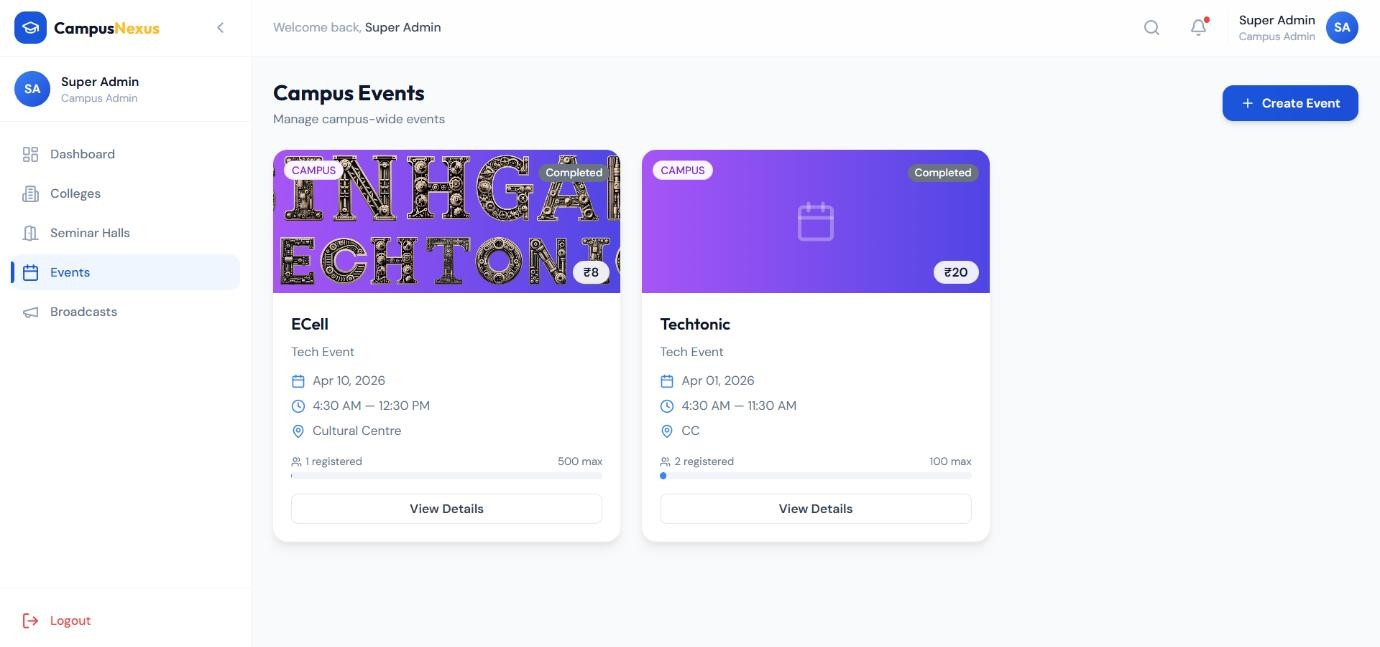 CampusNexus
Welcome back, Super Admin
Super Admin
Campus Admin
SA
SA
Super Admin
Campus Admin
Dashboard
Colleges
Seminar Halls
Events
Broadcasts
Logout
Campus Events
Manage campus-wide events
+ Create Event
CAMPUS
Completed
₹8
ECell
Tech Event
Apr 10, 2026
4:30 AM — 12:30 PM
Cultural Centre
1 registered
500 max
View Details
CAMPUS
Completed
₹20
Techtonic
Tech Event
Apr 01, 2026
4:30 AM — 11:30 AM
CC
2 registered
100 max
View Details